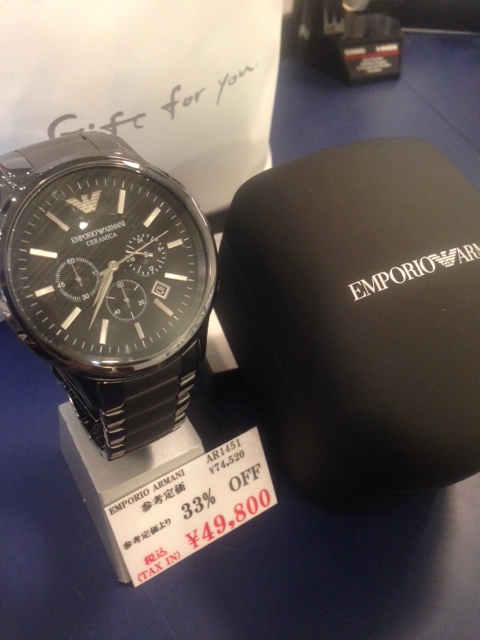 Gift for you.
EMPORIO ARMANI
CERAMICA
EMPORIO ARM
EMPORIO ARMANI AR1451
参考定価 ¥74,520
参考定価より 33% OFF
税込
(TAX IN) ¥49,800